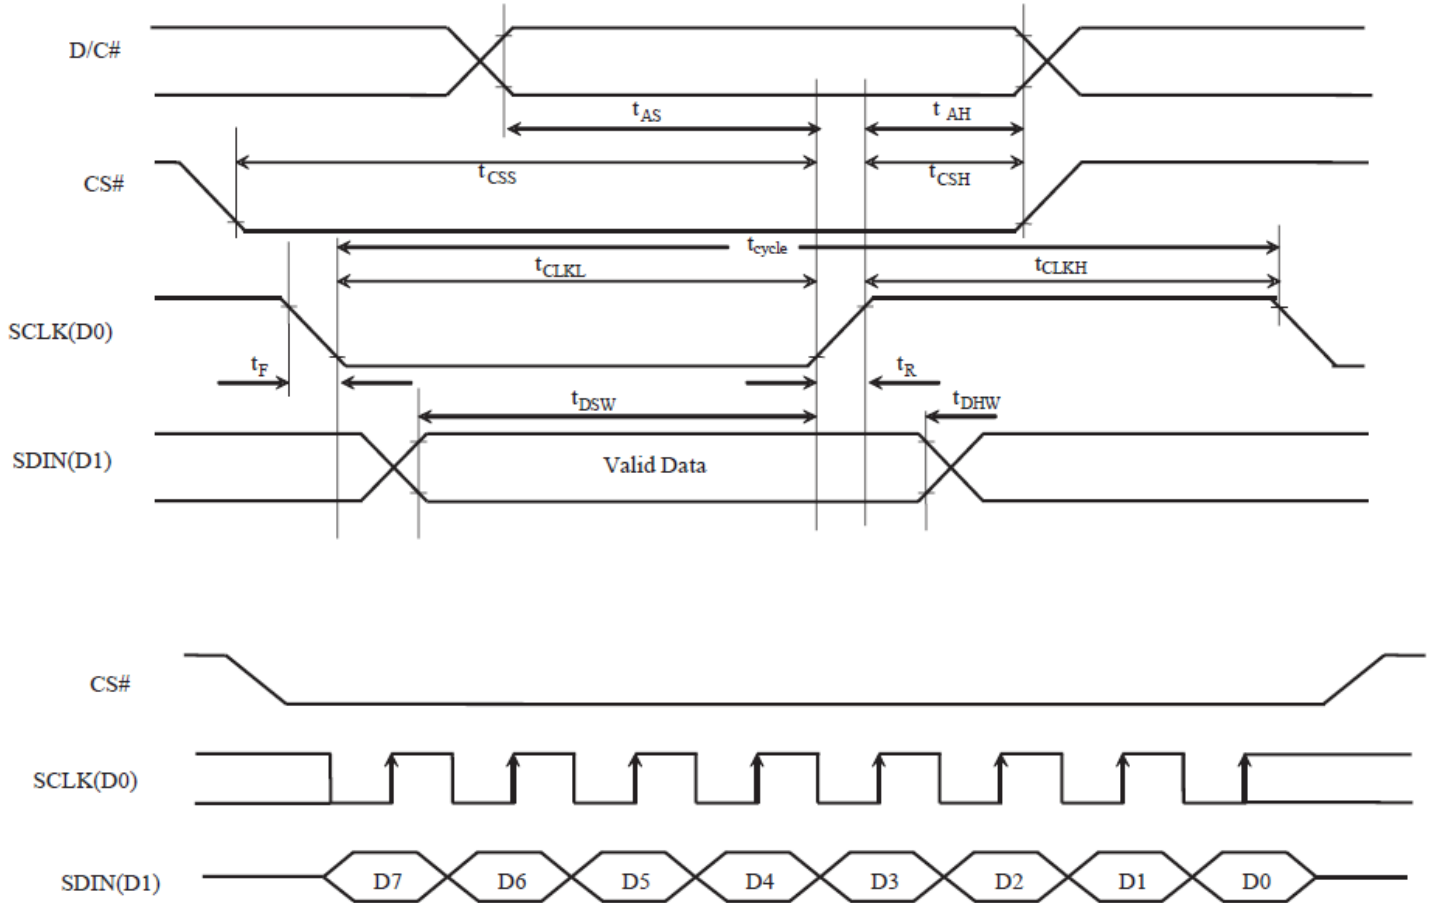 D/C#
tAS
tAH
CS#
tCSS
tCSH
tcycle
tCLKL
tCLKH
SCLK(D0)
tF
tR
tDSW
tDHW
SDIN(D1)
Valid Data
CS#
SCLK(D0)
SDIN(D1)
D7 D6 D5 D4 D3 D2 D1 D0